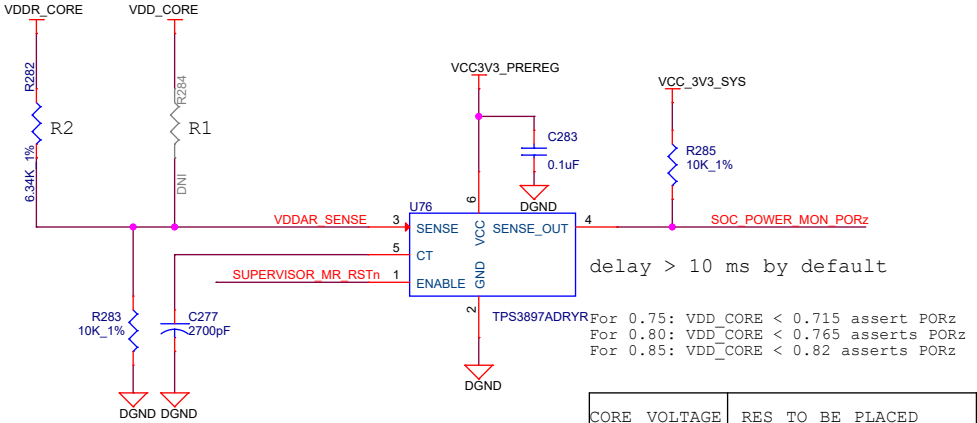 VDDR_CORE
VDD_CORE
R282
R2
6.34K 1%
R284
R1
DNI
VCC3V3_PREREG
VCC_3V3_SYS
C283
0.1uF
DGND
R285
10K_1%
U76
VDDAR_SENSE
3
SENSE
6
VCC
SENSE_OUT
4
SOC_POWER_MON_PORz
5
CT
SUPERVISOR_MR_RSTn
1
ENABLE
GND
2
TPS3897ADRYR
delay > 10 ms by default
R283
10K_1%
C277
2700pF
For 0.75: VDD_CORE < 0.715 assert PORz
For 0.80: VDD_CORE < 0.765 asserts PORz
For 0.85: VDD_CORE < 0.82 asserts PORz
DGND
DGND
DGND
CORE VOLTAGE
RES TO BE PLACED